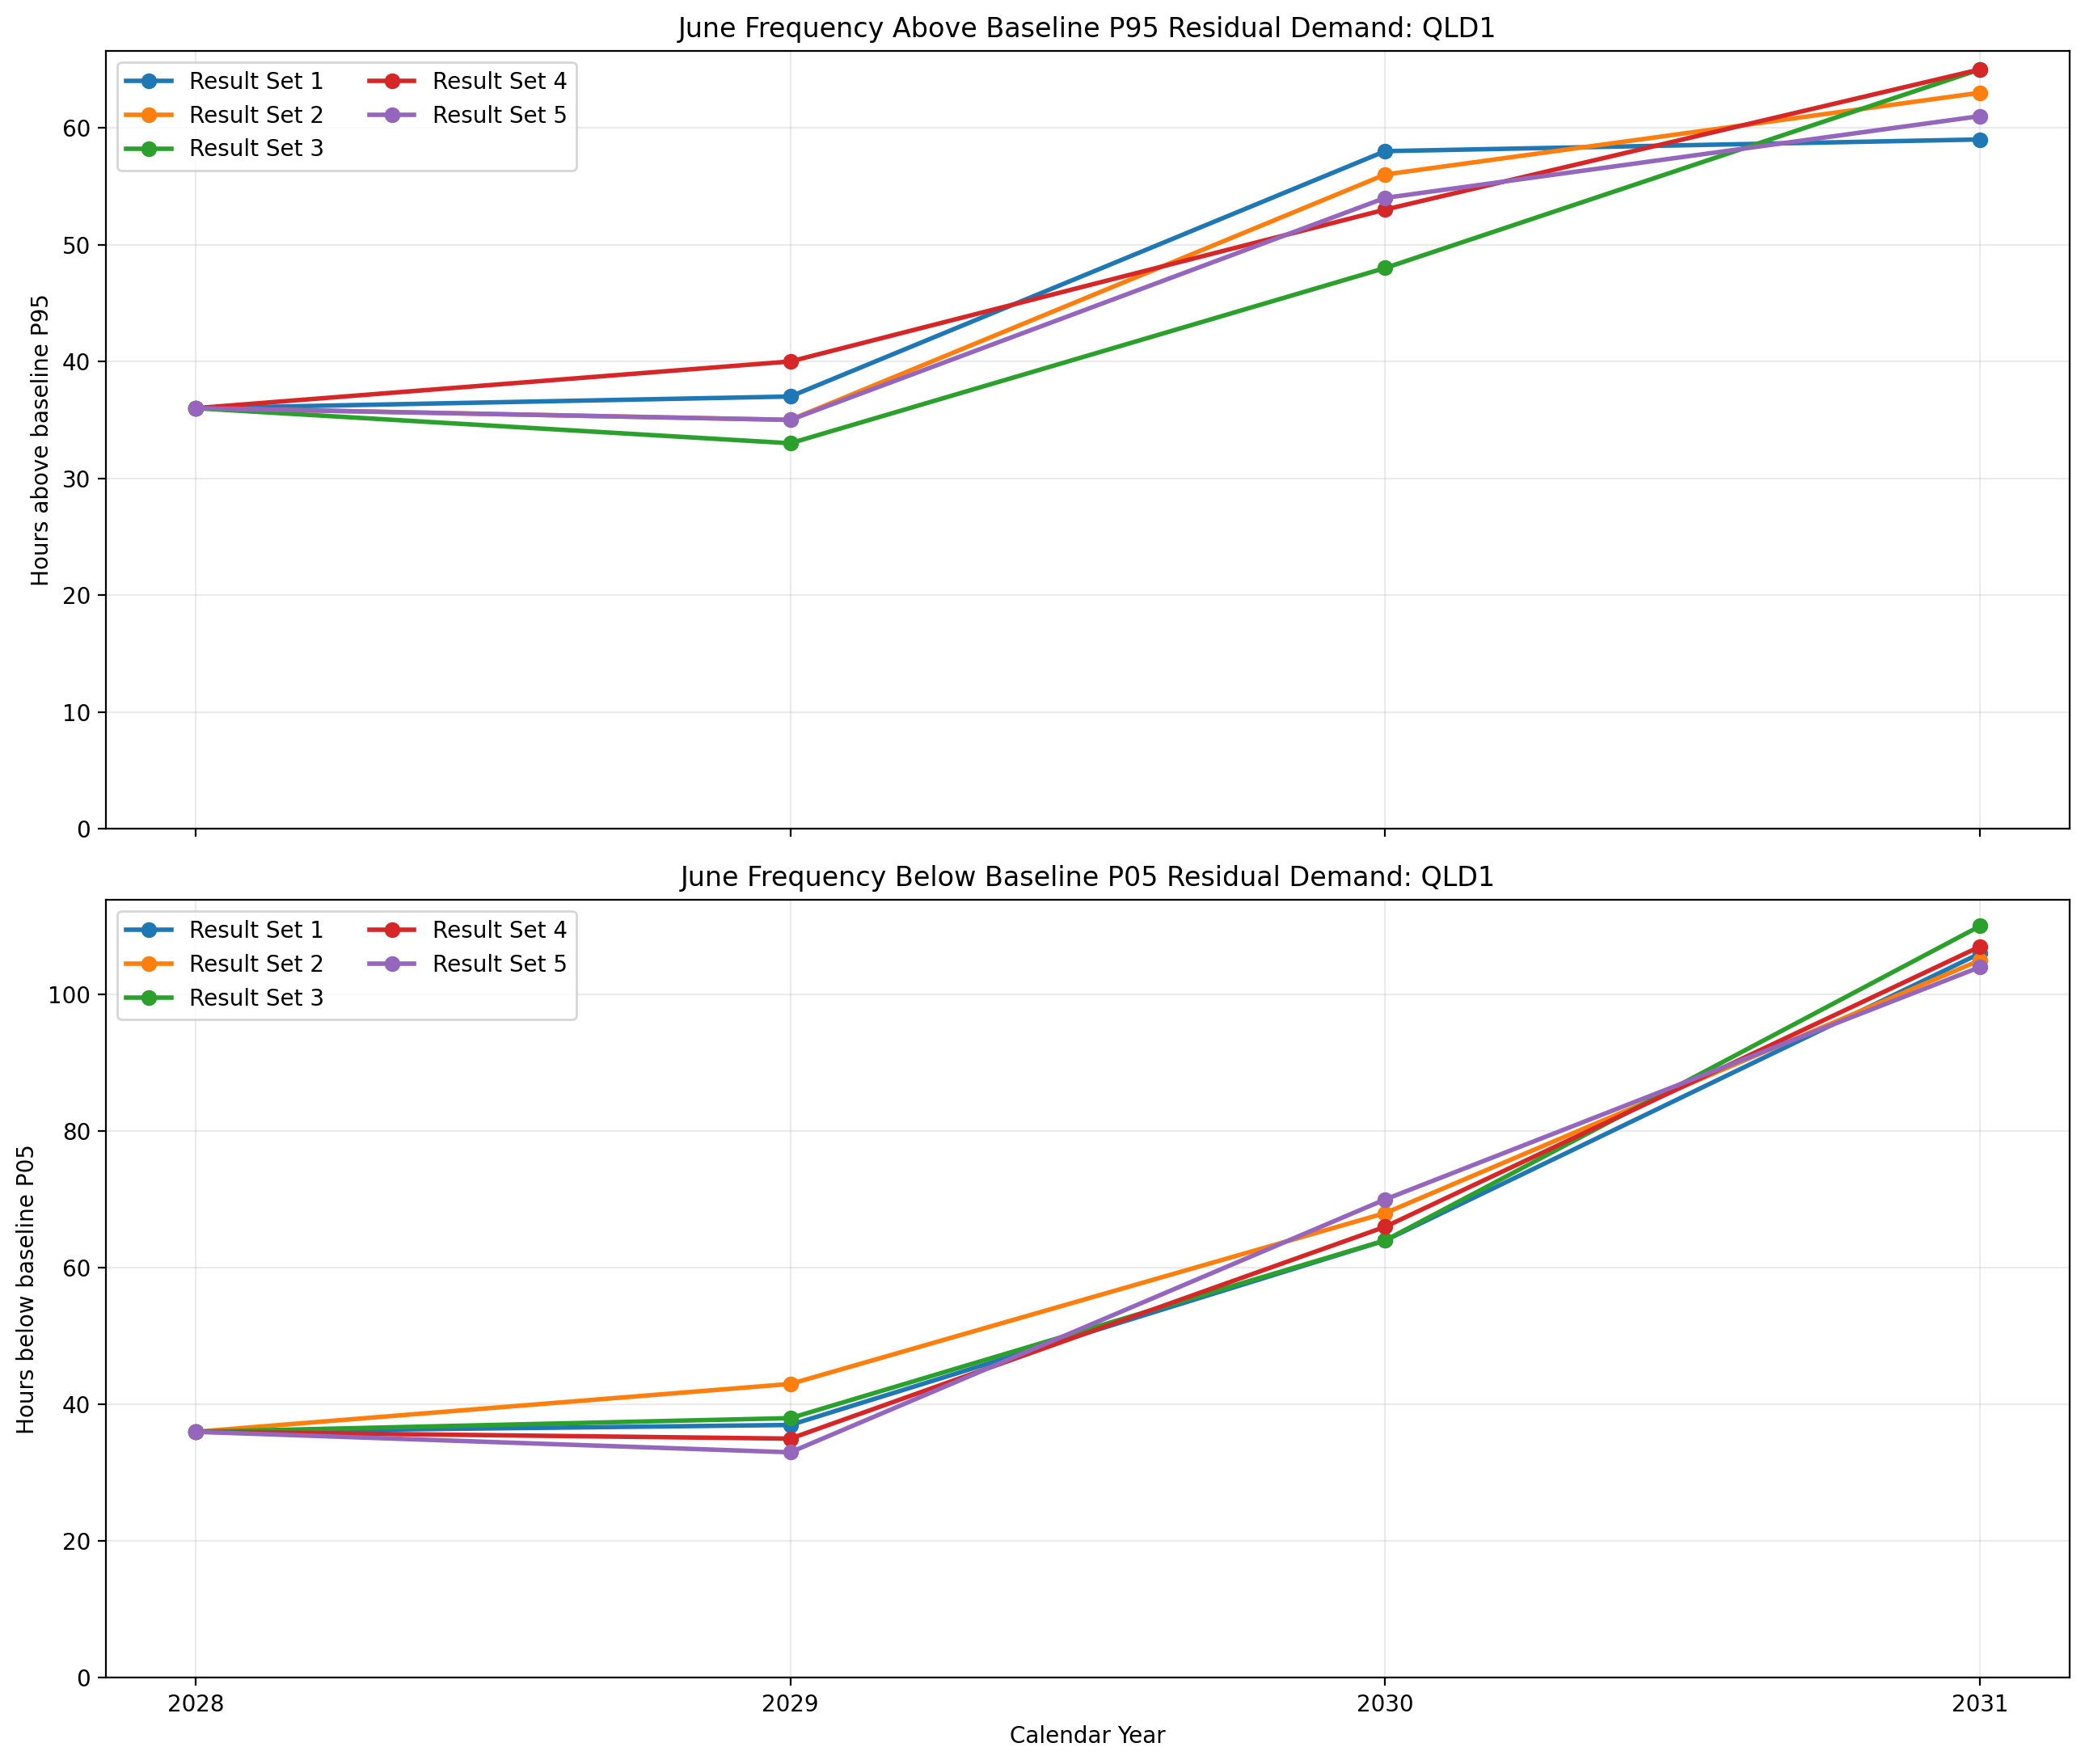 June Frequency Above Baseline P95 Residual Demand: QLD1
Result Set 1
Result Set 2
Result Set 3
Result Set 4
Result Set 5
Hours above baseline P95
60
50
40
30
20
10
0
June Frequency Below Baseline P05 Residual Demand: QLD1
Result Set 1
Result Set 2
Result Set 3
Result Set 4
Result Set 5
Hours below baseline P05
100
80
60
40
20
0
2028 2029 2030 2031
Calendar Year